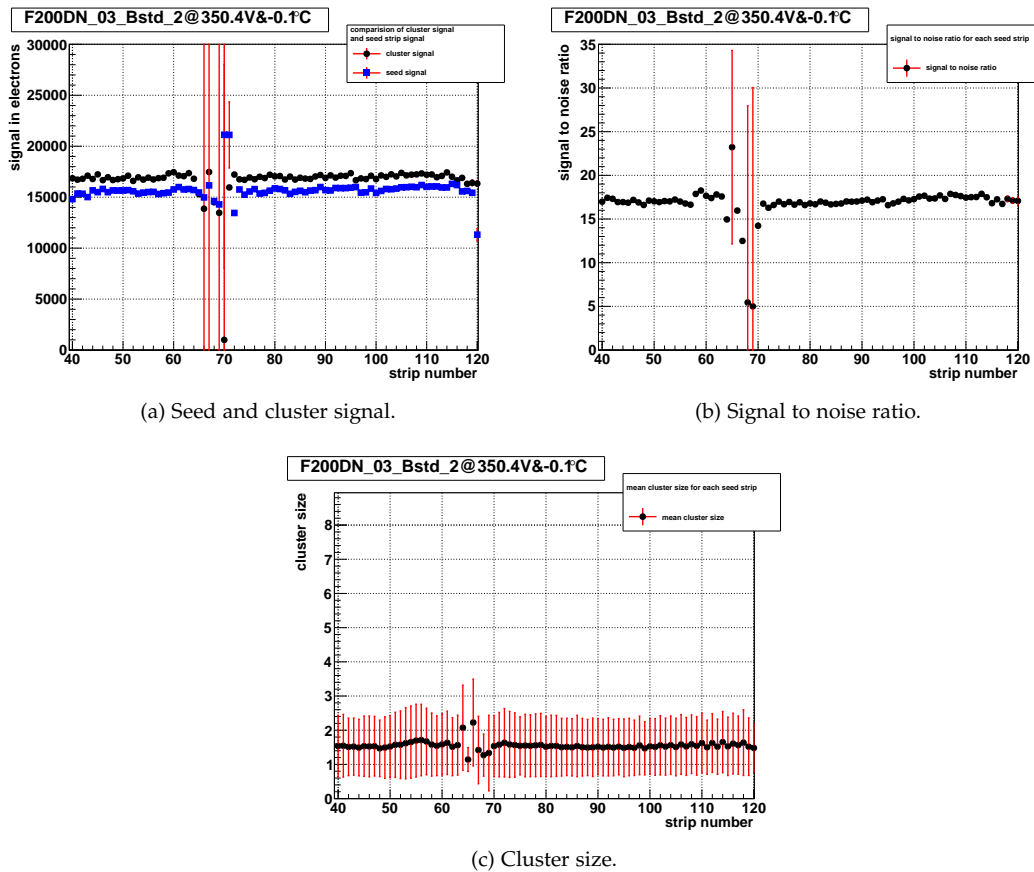 F200DN_03_Bstd_2@350.4V&-0.1°C
comparision of cluster signal
and seed strip signal
cluster signal
seed signal
signal in electrons
30000
25000
20000
15000
10000
5000
0
40 50 60 70 80 90 100 110 120
strip number
(a) Seed and cluster signal.
F200DN_03_Bstd_2@350.4V&-0.1°C
signal to noise ratio for each seed strip
signal to noise ratio
signal to noise ratio
35
30
25
20
15
10
5
0
40 50 60 70 80 90 100 110 120
strip number
(b) Signal to noise ratio.
F200DN_03_Bstd_2@350.4V&-0.1°C
mean cluster size for each seed strip
mean cluster size
cluster size
8
7
6
5
4
3
2
1
0
40 50 60 70 80 90 100 110 120
strip number
(c) Cluster size.